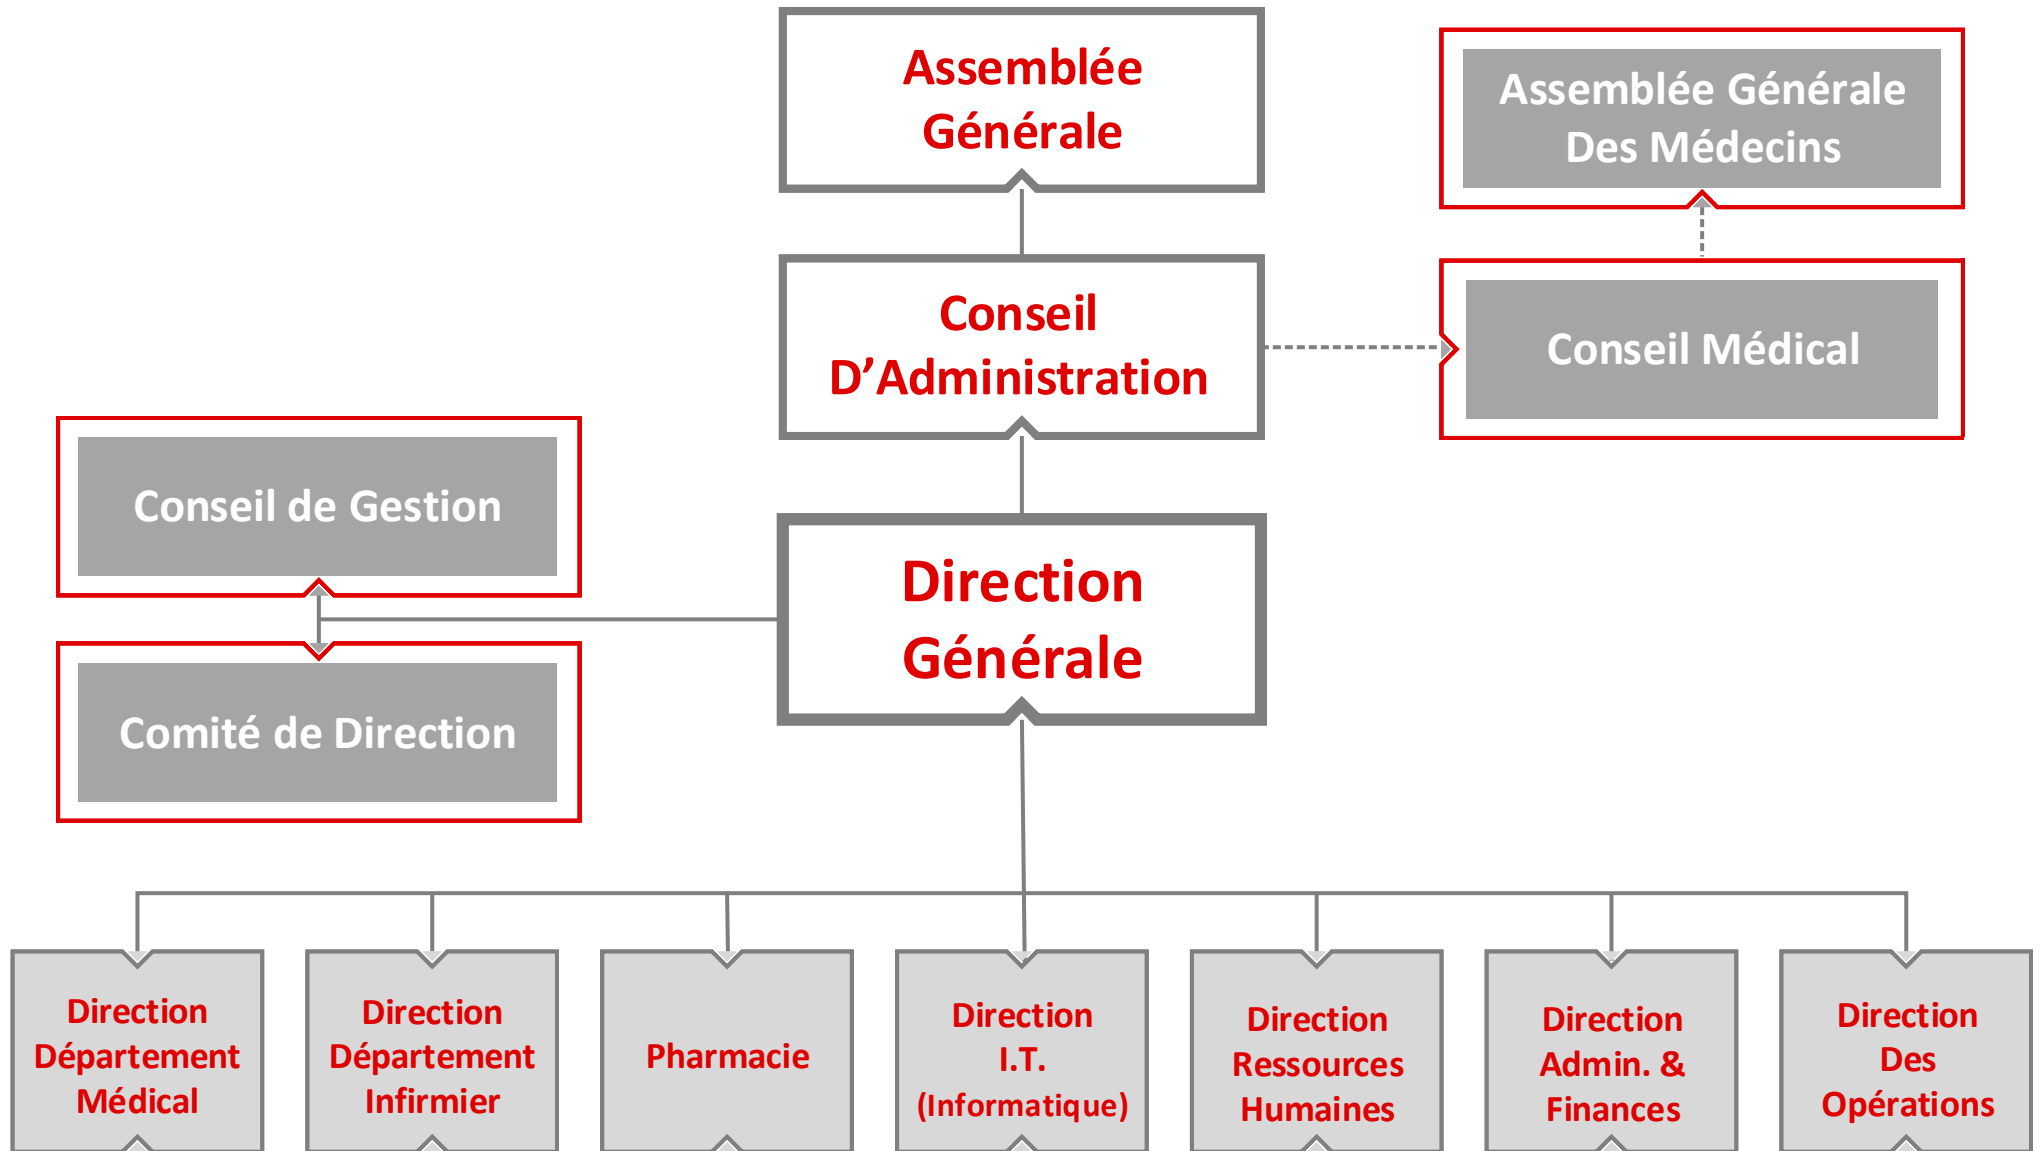 Assemblée
Générale
Assemblée Générale
Des Médecins
Conseil
D’Administration
Conseil Médical
Conseil de Gestion
Direction
Générale
Comité de Direction
Direction
Département
Médical
Direction
Département
Infirmier
Pharmacie
Direction
I.T.
(Informatique)
Direction
Ressources
Humaines
Direction
Admin. &
Finances
Direction
Des
Opérations